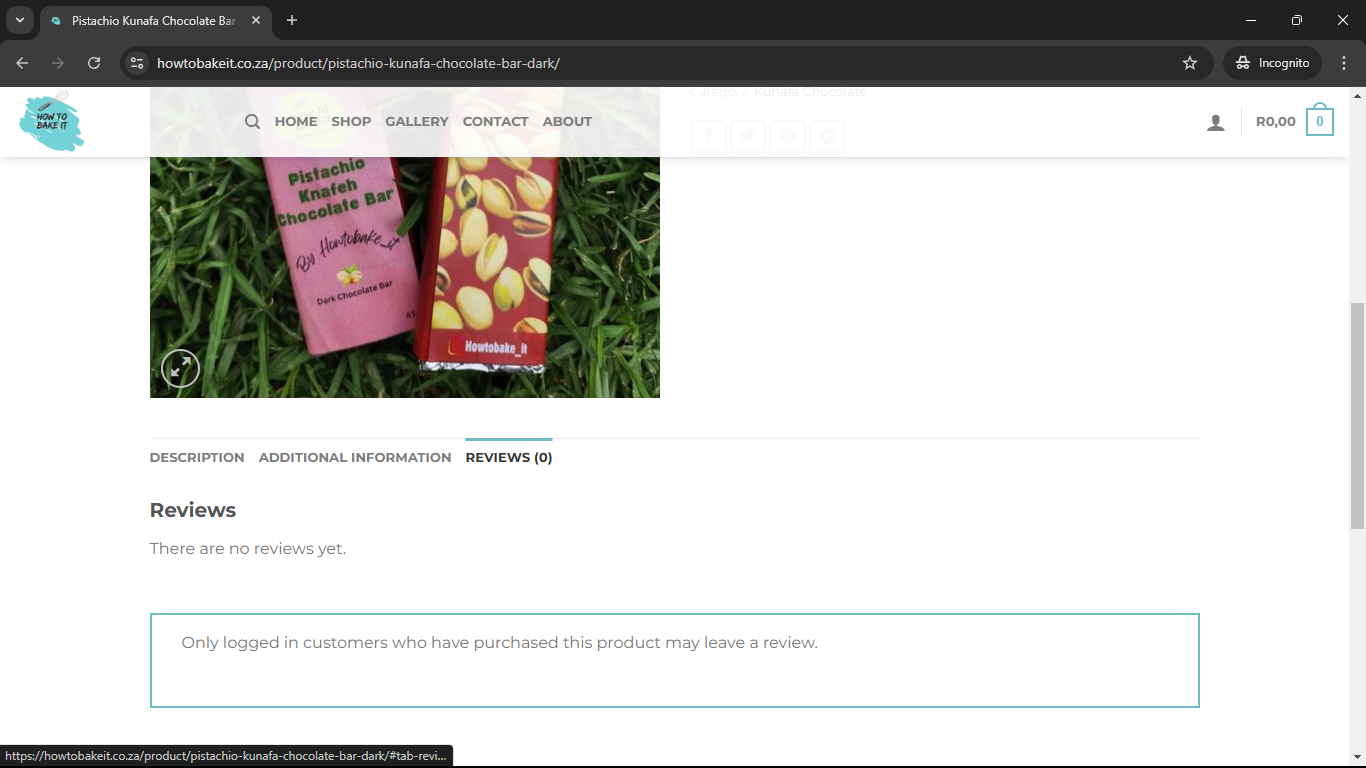 Pistachio Kunafa Chocolate Bar
howtobakeit.co.za/product/pistachio-kunafa-chocolate-bar-dark/
Incognito
HOW TO
BAKE IT
HOME SHOP GALLERY CONTACT ABOUT
R0,00 0
Category: Kunafa Chocolate
Pistachio
Knafeh
Chocolate Bar
By Howtobake_it
Dark Chocolate Bar
85
Howtobake_it
DESCRIPTION ADDITIONAL INFORMATION REVIEWS (0)
Reviews
There are no reviews yet.
Only logged in customers who have purchased this product may leave a review.
https://howtobakeit.co.za/product/pistachio-kunafa-chocolate-bar-dark/#tab-revi...